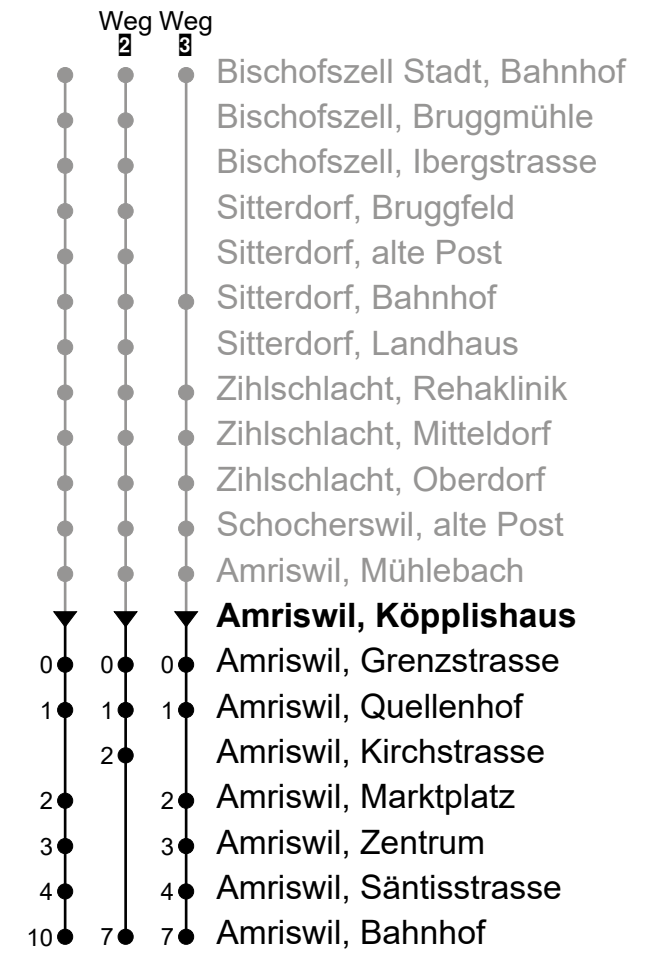 Weg Weg
2 3
Bischofszell Stadt, Bahnhof
Bischofszell, Bruggmühle
Bischofszell, Ibergstrasse
Sitterdorf, Bruggfeld
Sitterdorf, alte Post
Sitterdorf, Bahnhof
Sitterdorf, Landhaus
Zihlschlacht, Rehaklinik
Zihlschlacht, Mitteldorf
Zihlschlacht, Oberdorf
Schocherswil, alte Post
Amriswil, Mühlebach
Amriswil, Köpplishaus
0 0 0 Amriswil, Grenzstrasse
1 1 1 Amriswil, Quellenhof
2 Amriswil, Kirchstrasse
2 2 Amriswil, Marktplatz
3 3 Amriswil, Zentrum
4 4 Amriswil, Säntisstrasse
10 7 7 Amriswil, Bahnhof